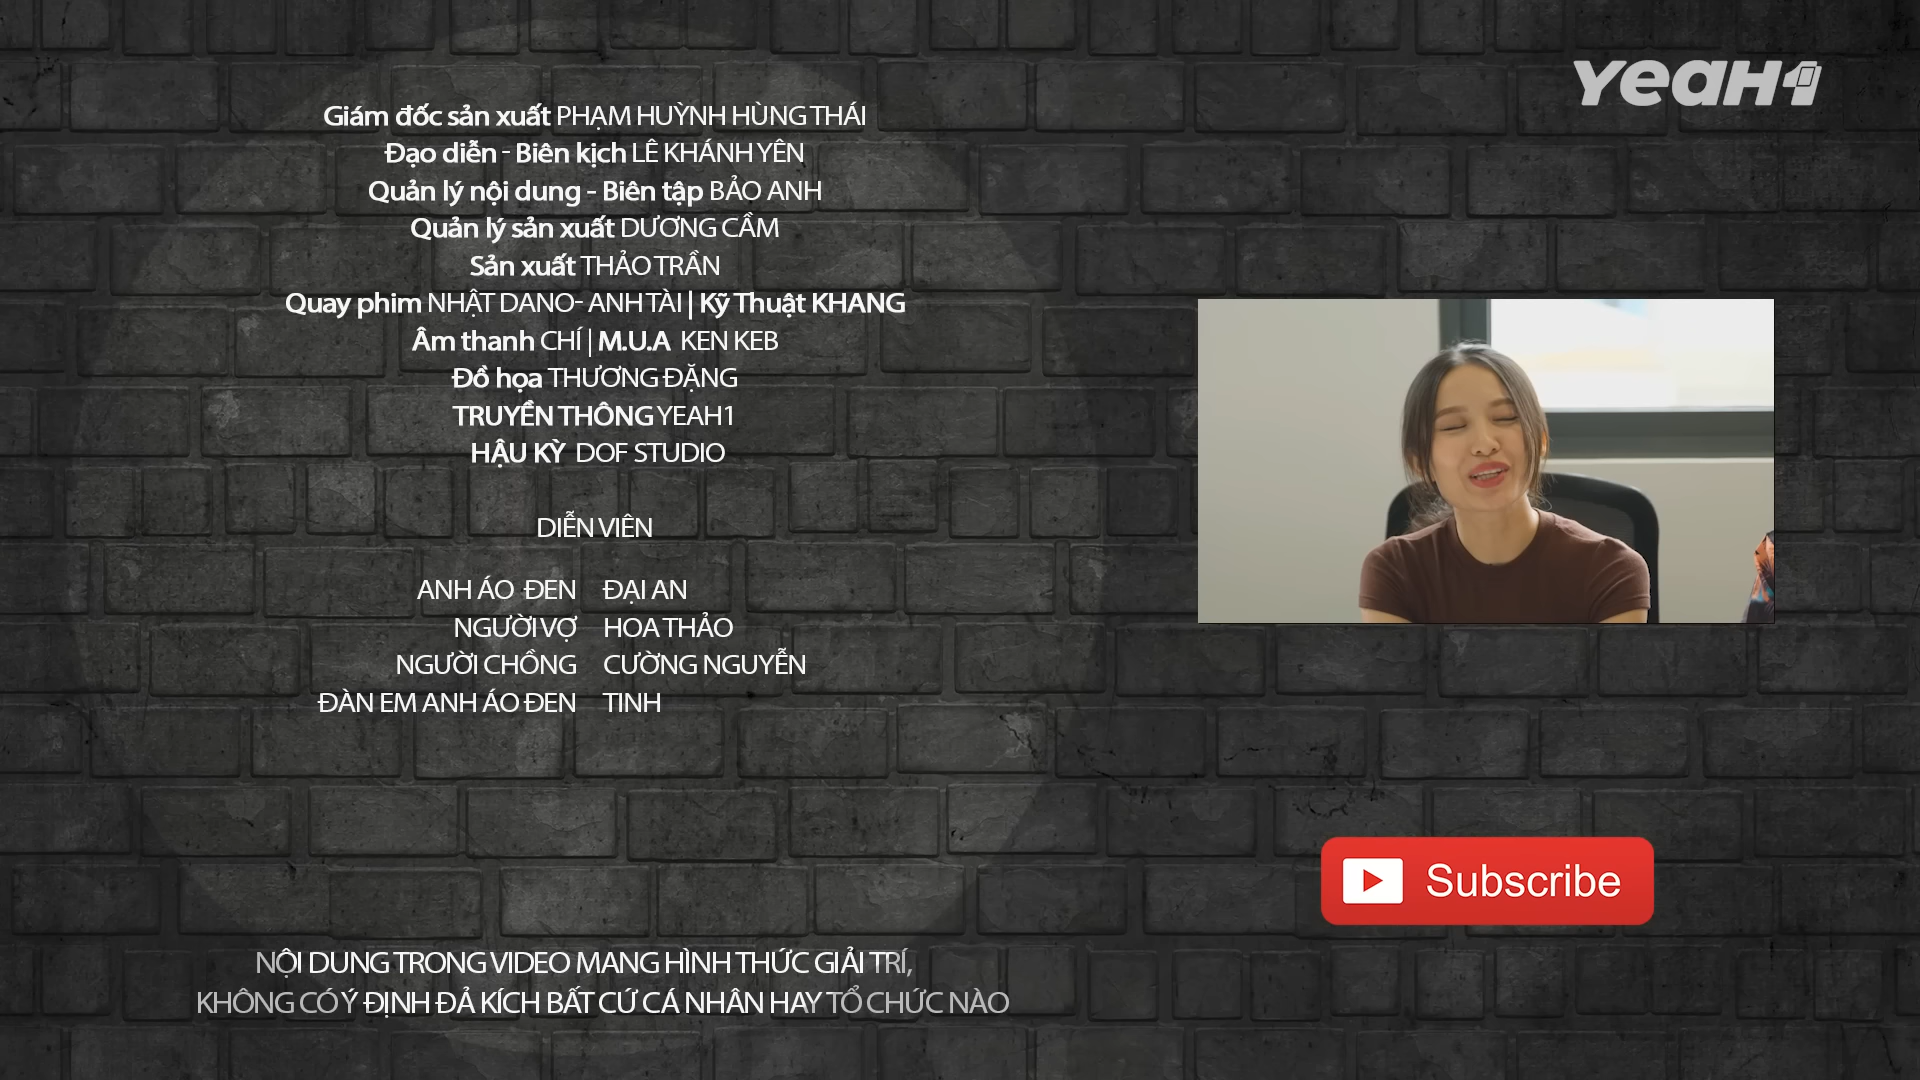 YEAH1
Giám đốc sản xuất PHẠM HUỲNH HÙNG THÁI
Đạo diễn - Biên kịch LÊ KHÁNH YÊN
Quản lý nội dung - Biên tập BẢO ANH
Quản lý sản xuất DƯƠNG CẦM
Sản xuất THẢO TRẦN
Quay phim NHẬT DANO- ANH TÀI | Kỹ Thuật KHANG
Âm thanh CHÍ | M.U.A KEN KEB
Đồ họa THƯƠNG ĐẶNG
TRUYỀN THÔNG YEAH1
HẬU KỲ DOF STUDIO
DIỄN VIÊN
ANH ÁO ĐEN ĐẠI AN
NGƯỜI VỢ HOA THẢO
NGƯỜI CHỒNG CƯỜNG NGUYỄN
ĐÀN EM ANH ÁO ĐEN TINH
Subscribe
NỘI DUNG TRONG VIDEO MANG HÌNH THỨC GIẢI TRÍ,
KHÔNG CÓ Ý ĐỊNH ĐẢ KÍCH BẤT CỨ CÁ NHÂN HAY TỔ CHỨC NÀO